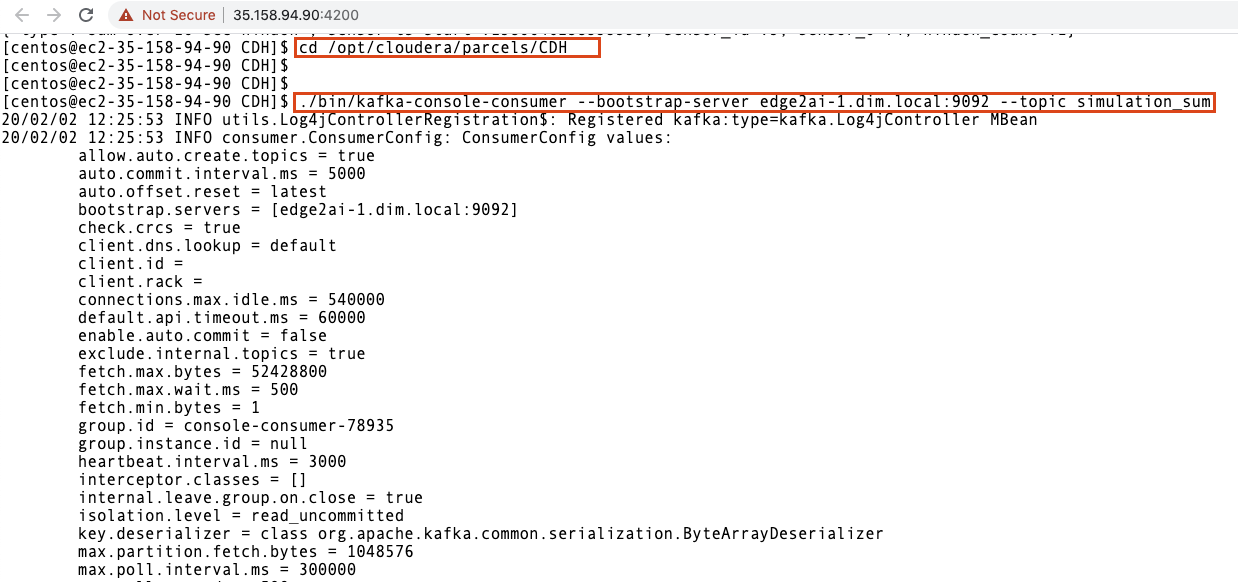 Not Secure | 35.158.94.90:4200
[centos@ec2-35-158-94-90 CDH]$ cd /opt/cloudera/parcels/CDH
[centos@ec2-35-158-94-90 CDH]$
[centos@ec2-35-158-94-90 CDH]$
[centos@ec2-35-158-94-90 CDH]$ ./bin/kafka-console-consumer --bootstrap-server edge2ai-1.dim.local:9092 --topic simulation_sum
20/02/02 12:25:53 INFO utils.Log4jControllerRegistration$: Registered kafka:type=kafka.Log4jController MBean
20/02/02 12:25:53 INFO consumer.ConsumerConfig: ConsumerConfig values:
allow.auto.create.topics = true
auto.commit.interval.ms = 5000
auto.offset.reset = latest
bootstrap.servers = [edge2ai-1.dim.local:9092]
check.crcs = true
client.dns.lookup = default
client.id =
client.rack =
connections.max.idle.ms = 540000
default.api.timeout.ms = 60000
enable.auto.commit = false
exclude.internal.topics = true
fetch.max.bytes = 52428800
fetch.max.wait.ms = 500
fetch.min.bytes = 1
group.id = console-consumer-78935
group.instance.id = null
heartbeat.interval.ms = 3000
interceptor.classes = []
internal.leave.group.on.close = true
isolation.level = read_uncommitted
key.deserializer = class org.apache.kafka.common.serialization.ByteArrayDeserializer
max.partition.fetch.bytes = 1048576
max.poll.interval.ms = 300000